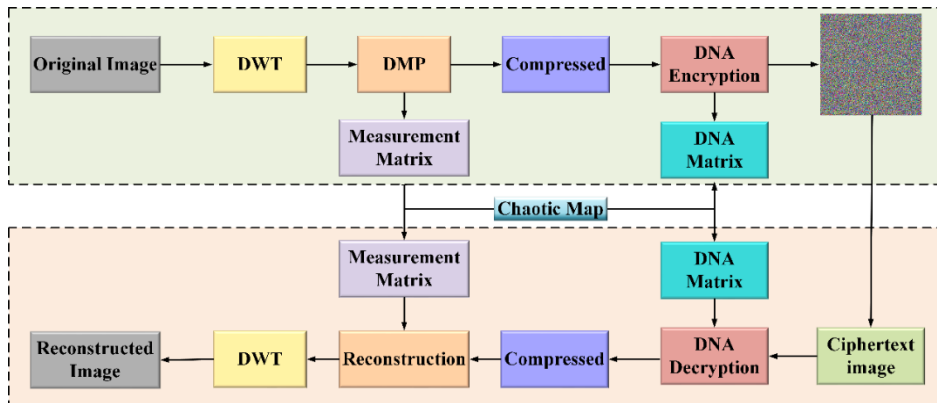 Original Image
DWT
DMP
Compressed
DNA
Encryption
Measurement
Matrix
DNA
Matrix
Chaotic Map
Measurement
Matrix
DNA
Matrix
Reconstructed
Image
DWT
Reconstruction
Compressed
DNA
Decryption
Ciphertext
image